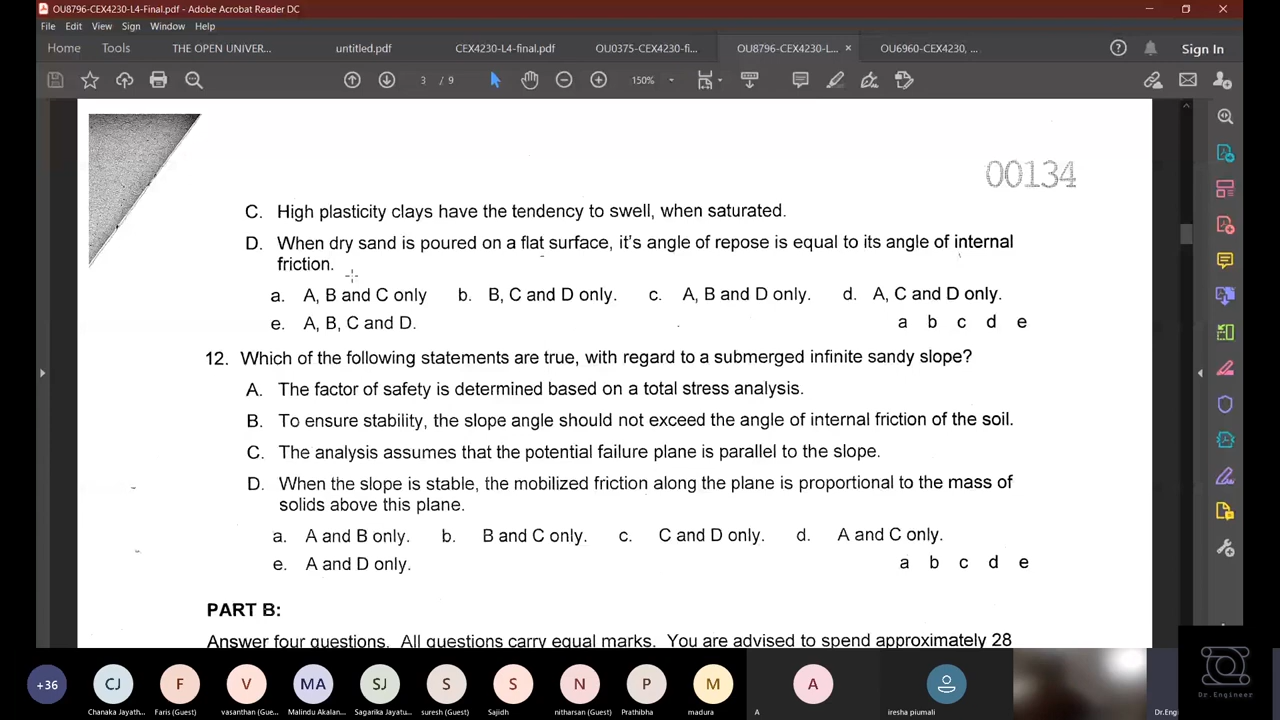 OU8796-CEX4230-L4-Final.pdf - Adobe Acrobat Reader DC
File Edit View Sign Window Help
Home Tools THE OPEN UNIVER... untitled.pdf CEX4230-L4-final.pdf OU0375-CEX4230-fi... OU8796-CEX4230-L... × OU6960-CEX4230, ... Sign In
3 / 9 150%
00134
C. High plasticity clays have the tendency to swell, when saturated.
D. When dry sand is poured on a flat surface, it's angle of repose is equal to its angle of internal
friction.
a. A, B and C only b. B, C and D only. c. A, B and D only. d. A, C and D only.
e. A, B, C and D. a b c d e
12. Which of the following statements are true, with regard to a submerged infinite sandy slope?
A. The factor of safety is determined based on a total stress analysis.
B. To ensure stability, the slope angle should not exceed the angle of internal friction of the soil.
C. The analysis assumes that the potential failure plane is parallel to the slope.
D. When the slope is stable, the mobilized friction along the plane is proportional to the mass of
solids above this plane.
a. A and B only. b. B and C only. c. C and D only. d. A and C only.
e. A and D only. a b c d e
PART B:
Answer four questions. All questions carry equal marks. You are advised to spend approximately 28
+36 CJ F V MA SJ S S N P M A
Chanaka Jayath... Faris (Guest) vasanthan (Gue... Malindu Akalan... Sagarika Jayatu... suresh (Guest) Sajidh nitharsan (Guest) Prathibha madura A iresha piumali Dr.Engi
Dr.Engineer